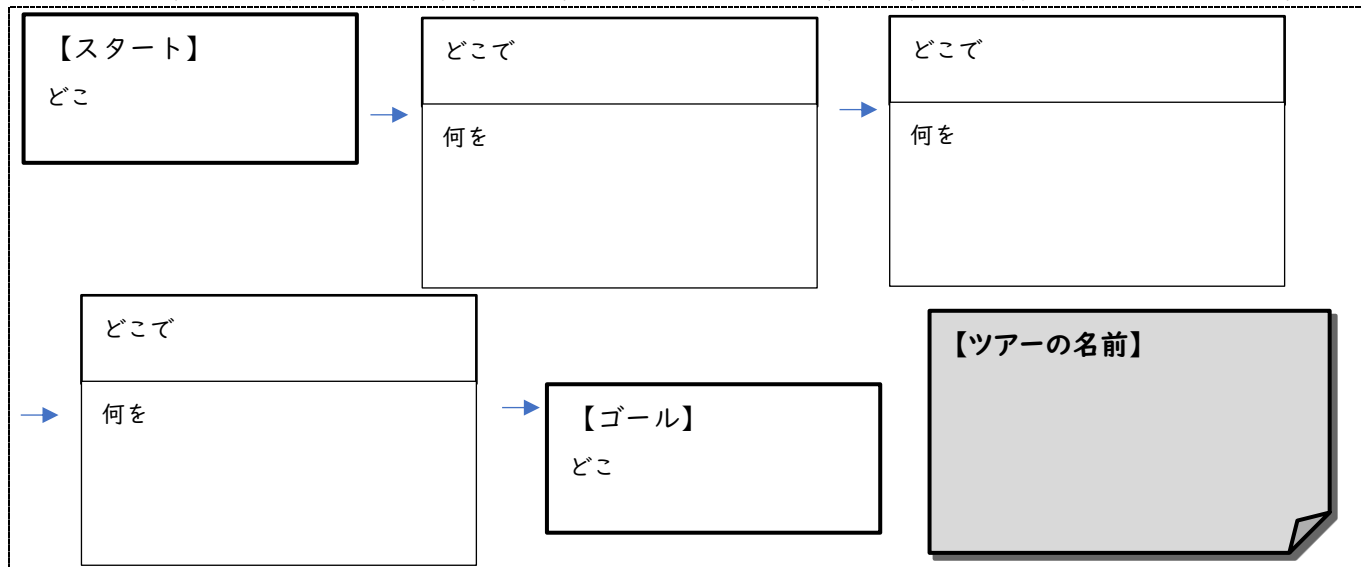 【スタート】
どこ
どこで
何を
どこで
何を
どこで
何を
【ゴール】
どこ
【ツアーの名前】